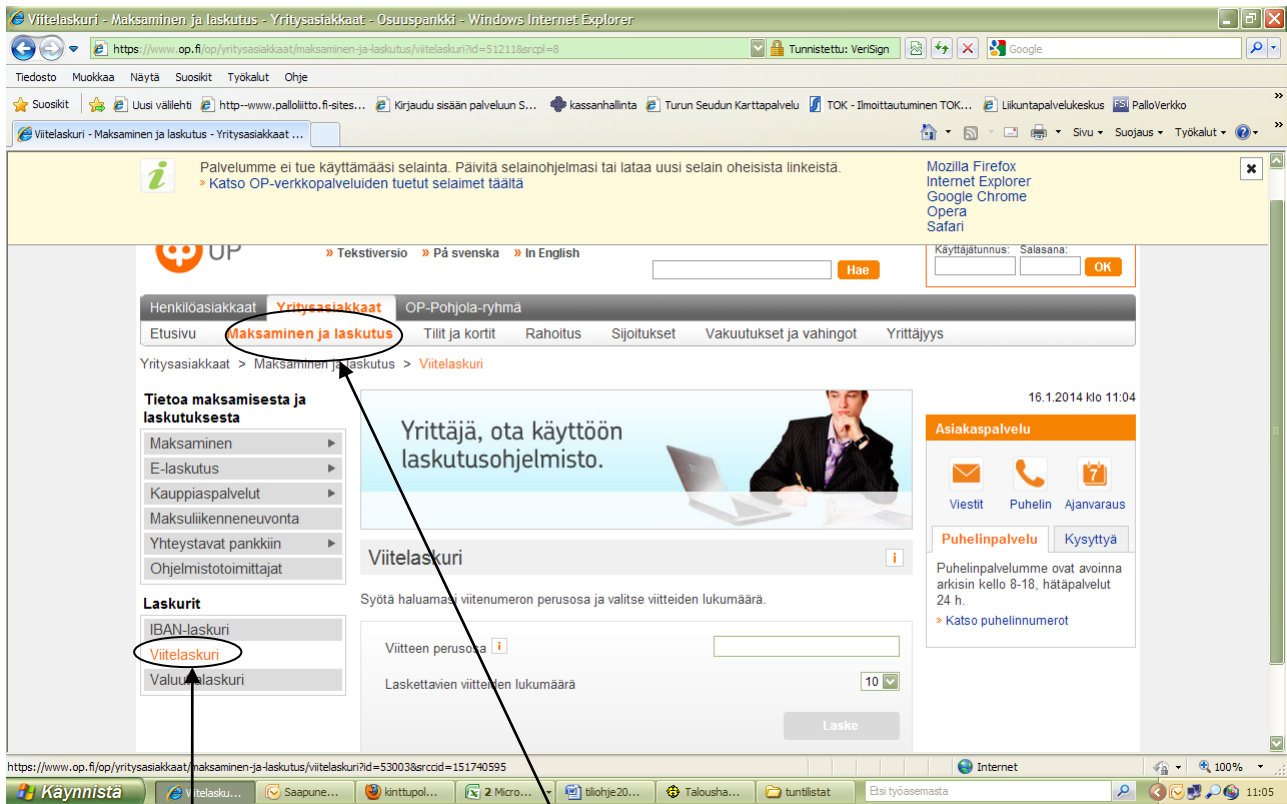 Viitelaskuri - Maksaminen ja laskutus - Yritysasiakkaat - Osuuspankki - Windows Internet Explorer
https://www.op.fi/op/yritysasiakkaat/maksaminen-ja-laskutus/viitelaskuri?id=51211&srcpl=8
Tunnistettu: VeriSign
Google
Tiedosto Muokkaa Näytä Suosikit Työkalut Ohje
Suosikit
Uusi välilehti
http--www.palloliitto.fi-sites...
Kirjaudu sisään palveluun S...
kassanhallinta
Turun Seudun Karttapalvelu
TOK - Ilmoittautuminen TOK...
Liikuntapalvelukeskus
FSI PalloVerkko
Viitelaskuri - Maksaminen ja laskutus - Yritysasiakkaat ...
Sivu
Suojaus
Työkalut
Palvelumme ei tue käyttämääsi selainta. Päivitä selainohjelmasi tai lataa uusi selain oheisista linkeistä.
» Katso OP-verkkopalveluiden tuetut selaimet täältä
Mozilla Firefox
Internet Explorer
Google Chrome
Opera
Safari
OP
» Tekstiversio » På svenska » In English
Hae
Käyttäjätunnus: Salasana:
OK
Henkilöasiakkaat Yritysasiakkaat OP-Pohjola-ryhmä
Etusivu Maksaminen ja laskutus Tilit ja kortit Rahoitus Sijoitukset Vakuutukset ja vahingot Yrittäjyys
Yritysasiakkaat > Maksaminen ja laskutus > Viitelaskuri
Tietoa maksamisesta ja
laskutuksesta
Maksaminen
E-laskutus
Kauppiaspalvelut
Maksuliikenneneuvonta
Yhteystavat pankkiin
Ohjelmistotoimittajat
Laskurit
IBAN-laskuri
Viitelaskuri
Valuuttalaskuri
Yrittäjä, ota käyttöön
laskutusohjelmisto.
Viitelaskuri
i
Syötä haluamasi viitenumeron perusosa ja valitse viitteiden lukumäärä.
Viitteen perusosa i
Laskettavien viitteiden lukumäärä
10
Laske
16.1.2014 klo 11:04
Asiakaspalvelu
7
Viestit Puhelin Ajanvaraus
Puhelinpalvelu Kysyttyä
Puhelinpalvelumme ovat avoinna
arkisin kello 8-18, hätäpalvelut
24 h.
» Katso puhelinnumerot
https://www.op.fi/op/yritysasiakkaat/maksaminen-ja-laskutus/viitelaskuri?id=53003&srccid=151740595
Internet
100%
Käynnistä
Viitelasku...
Saapune...
kinttupol...
2 Micro...
tiliohje20...
Talousha...
tuntilistat
Etsi työasemasta
11:05